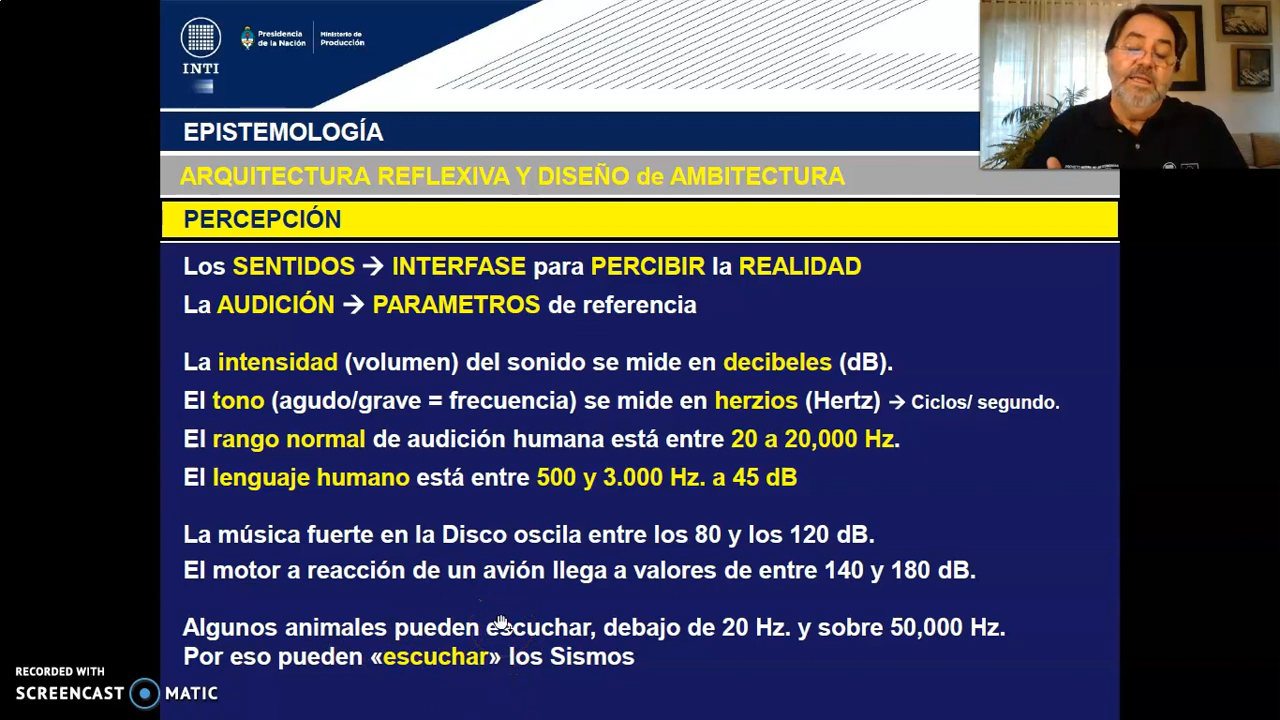 INTI
Presidencia
de la Nación
Ministerio de
Producción
EPISTEMOLOGÍA
ARQUITECTURA REFLEXIVA Y DISEÑO de AMBITECTURA
PERCEPCIÓN
Los SENTIDOS → INTERFASE para PERCIBIR la REALIDAD
La AUDICIÓN → PARAMETROS de referencia
La intensidad (volumen) del sonido se mide en decibeles (dB).
El tono (agudo/grave = frecuencia) se mide en herzios (Hertz) → Ciclos/ segundo.
El rango normal de audición humana está entre 20 a 20,000 Hz.
El lenguaje humano está entre 500 y 3.000 Hz. a 45 dB
La música fuerte en la Disco oscila entre los 80 y los 120 dB.
El motor a reacción de un avión llega a valores de entre 140 y 180 dB.
Algunos animales pueden escuchar, debajo de 20 Hz. y sobre 50,000 Hz.
Por eso pueden «escuchar» los Sismos
RECORDED WITH
SCREENCAST MATIC